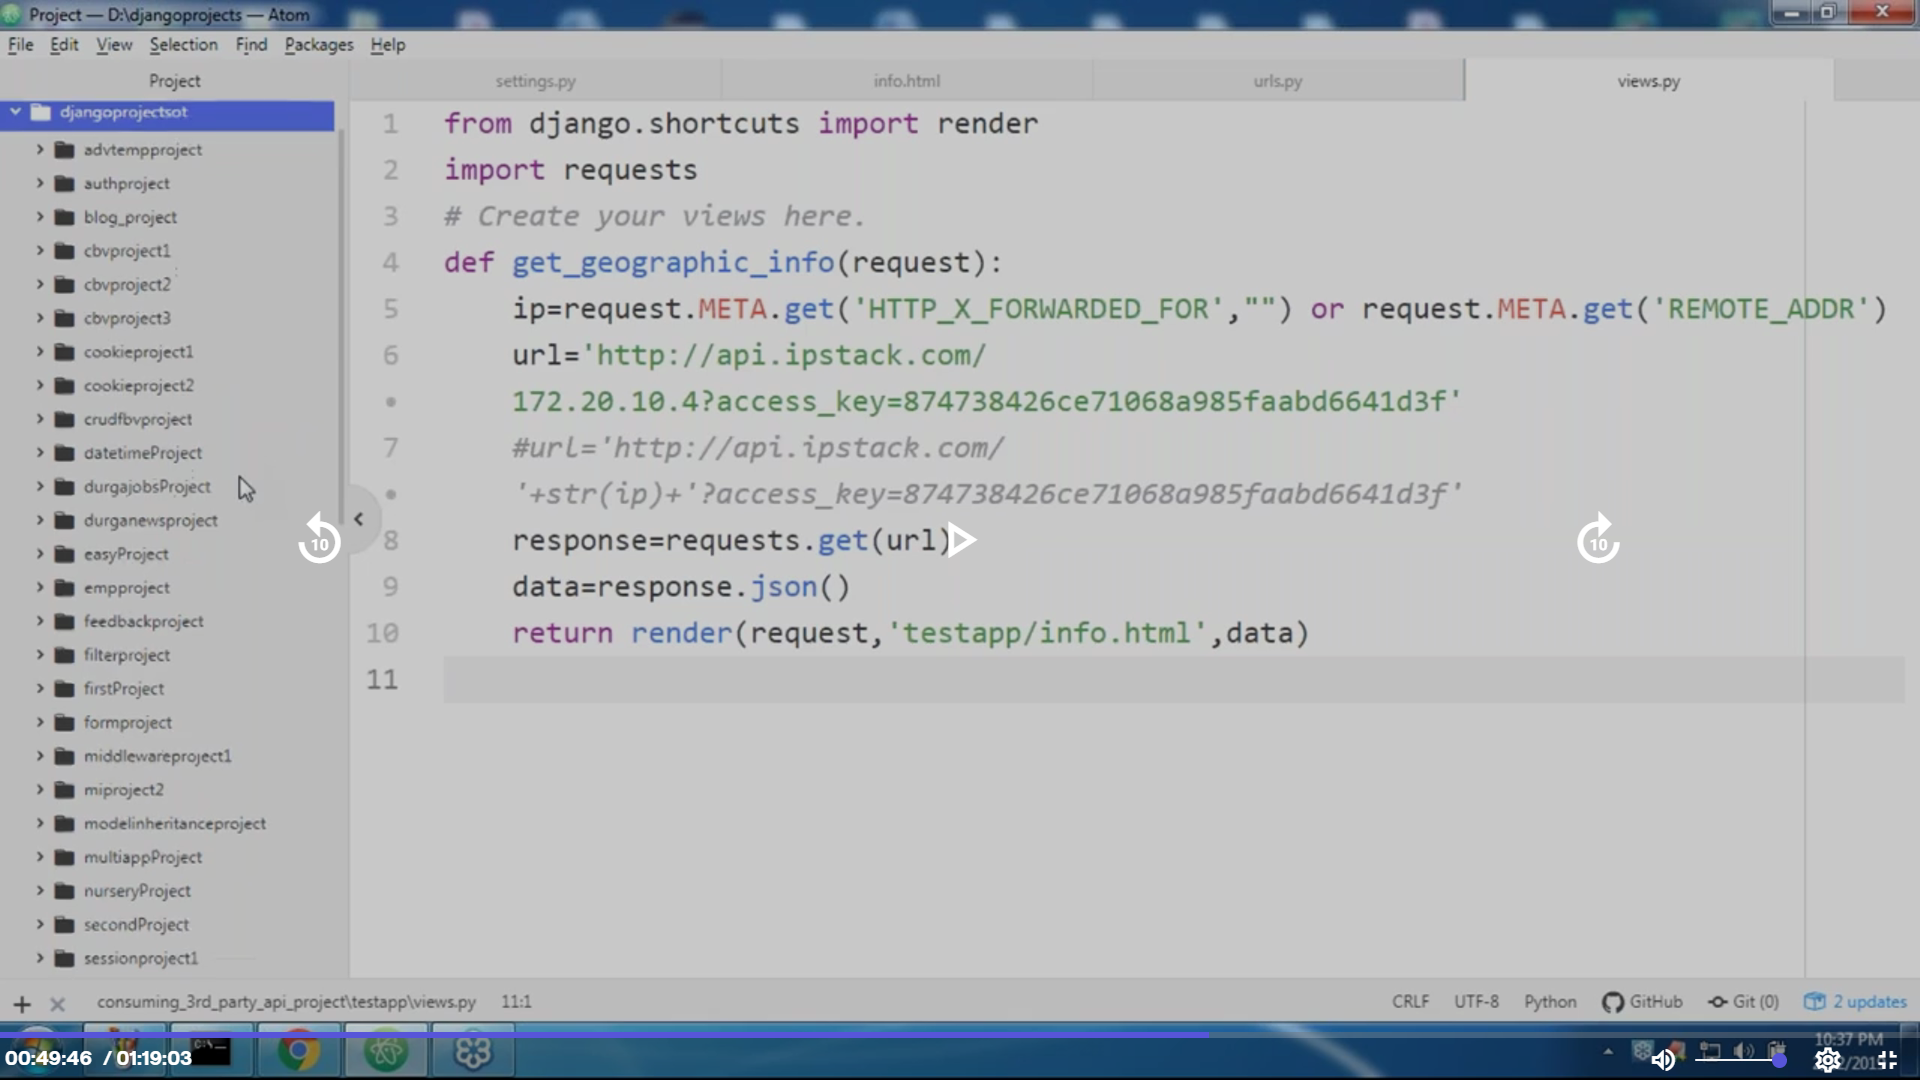 Project — D:\djangoprojects — Atom
File Edit View Selection Find Packages Help
Project
settings.py
info.html
urls.py
views.py
djangoprojectsot
advtempproject
authproject
blog_project
cbvproject1
cbvproject2
cbvproject3
cookieproject1
cookieproject2
crudfbvproject
datetimeProject
durgajobsProject
durganewsproject
easyProject
empproject
feedbackproject
filterproject
firstProject
formproject
middlewareproject1
miproject2
modelinheritanceproject
multiappProject
nurseryProject
secondProject
sessionproject1
1 from django.shortcuts import render
2 import requests
3 # Create your views here.
4 def get_geographic_info(request):
5 ip=request.META.get('HTTP_X_FORWARDED_FOR',"") or request.META.get('REMOTE_ADDR')
6 url='http://api.ipstack.com/
• 172.20.10.4?access_key=874738426ce71068a985faabd6641d3f'
7 #url='http://api.ipstack.com/
• '+str(ip)+'?access_key=874738426ce71068a985faabd6641d3f'
8 response=requests.get(url)
9 data=response.json()
10 return render(request,'testapp/info.html',data)
11
10
10
consuming_3rd_party_api_project\testapp\views.py 11:1
CRLF UTF-8 Python GitHub Git (0) 2 updates
00:49:46 / 01:19:03
C:\_
10:37 PM